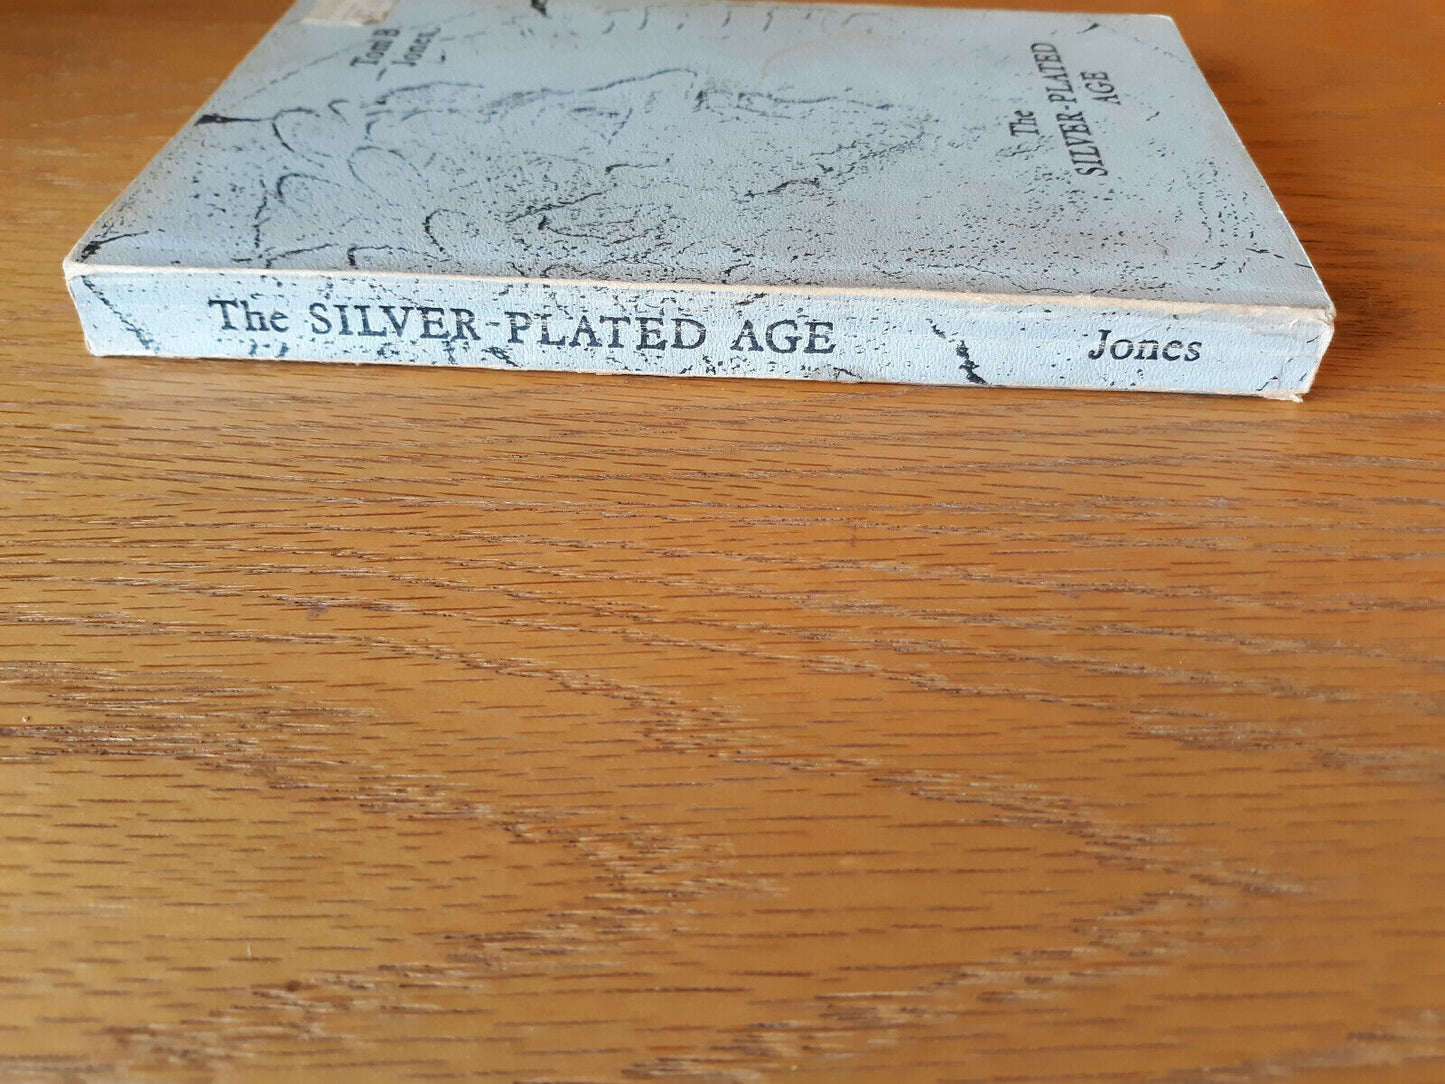 The SILVER-PLATED AGE Jones
The
SILVER-PLATED
AGE
Tom B
Jones